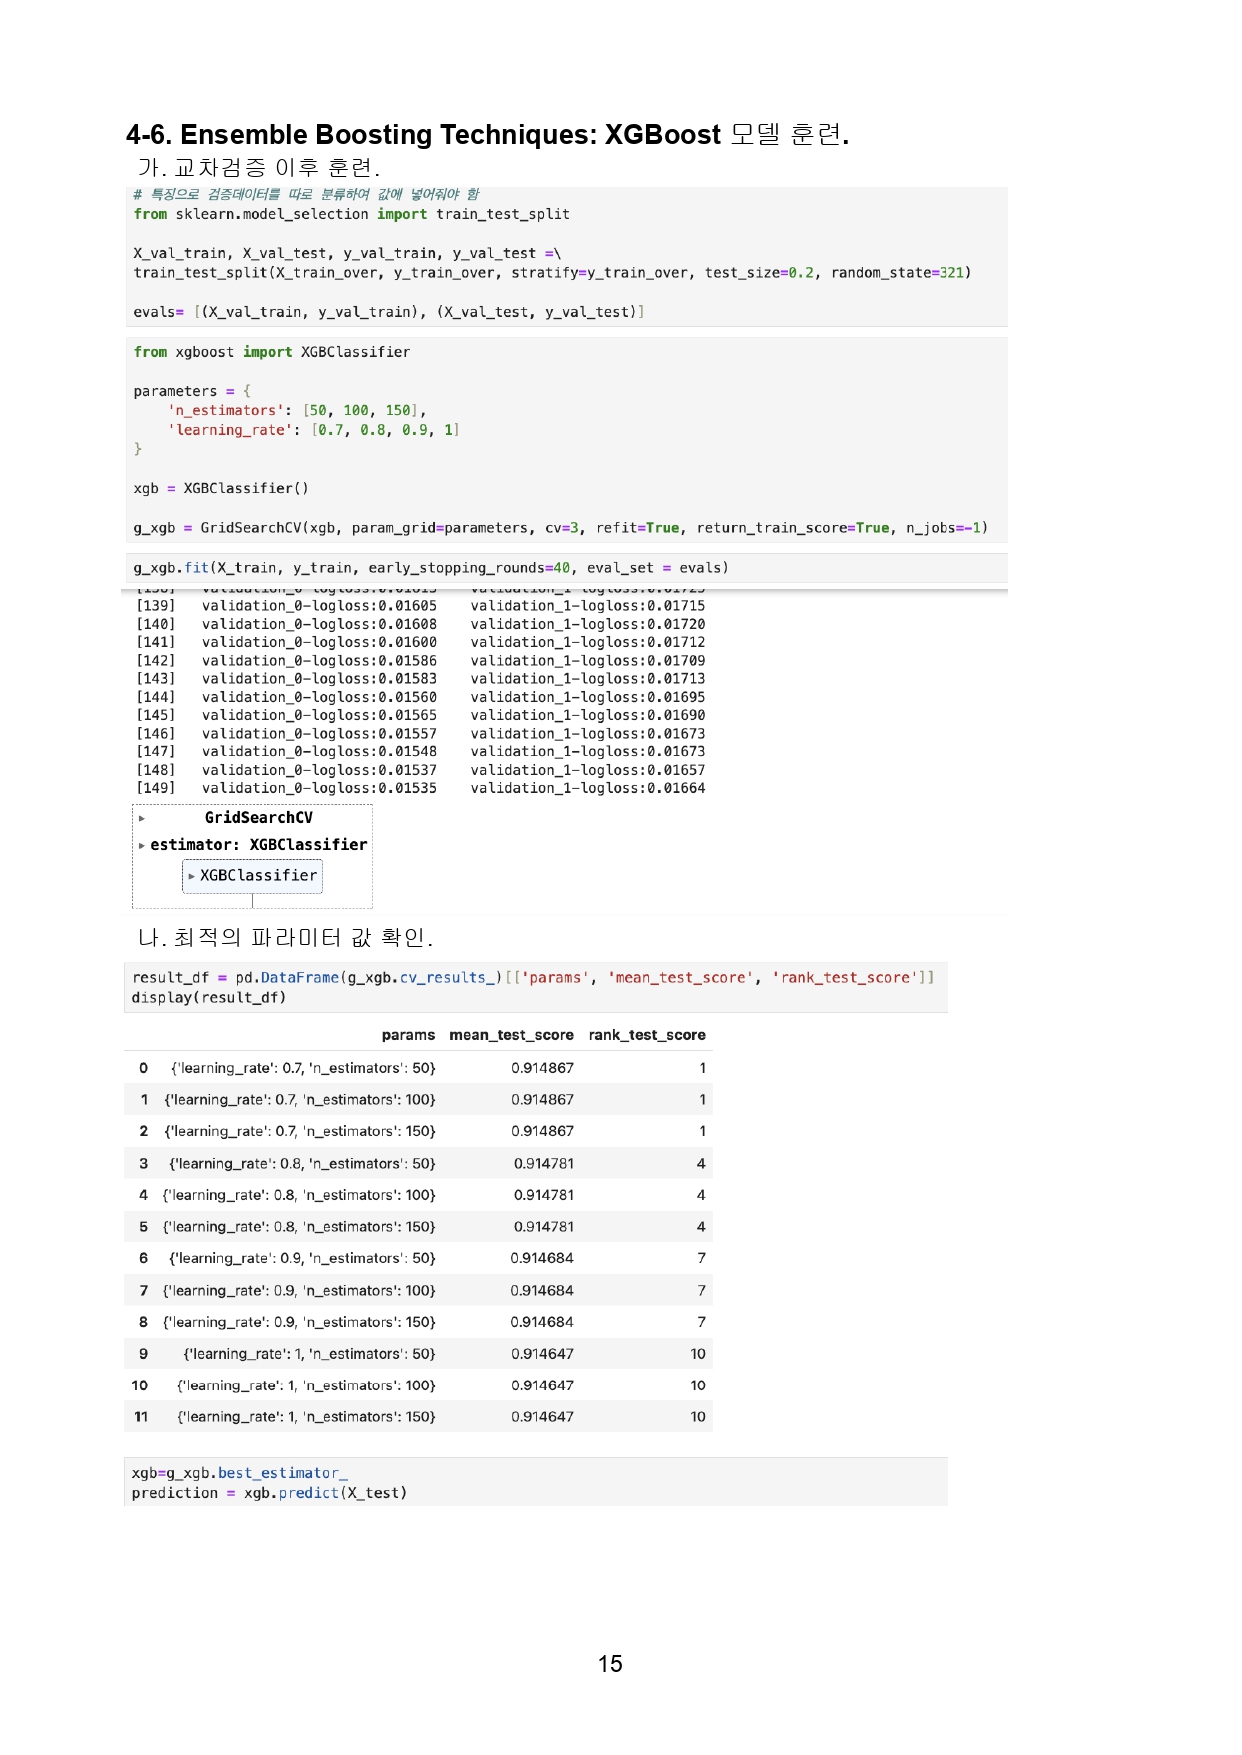 4-6. Ensemble Boosting Techniques: XGBoost 모델 훈련.
가. 교차검증 이후 훈련.
# 특징으로 검증데이터를 따로 분류하여 값에 넣어줘야 함
from sklearn.model_selection import train_test_split
X_val_train, X_val_test, y_val_train, y_val_test =\
train_test_split(X_train_over, y_train_over, stratify=y_train_over, test_size=0.2, random_state=321)
evals= [(X_val_train, y_val_train), (X_val_test, y_val_test)]
from xgboost import XGBClassifier
parameters = {
    'n_estimators': [50, 100, 150],
    'learning_rate': [0.7, 0.8, 0.9, 1]
}
xgb = XGBClassifier()
g_xgb = GridSearchCV(xgb, param_grid=parameters, cv=3, refit=True, return_train_score=True, n_jobs=-1)
g_xgb.fit(X_train, y_train, early_stopping_rounds=40, eval_set = evals)
[139] validation_0-logloss:0.01605 validation_1-logloss:0.01715
[140] validation_0-logloss:0.01608 validation_1-logloss:0.01720
[141] validation_0-logloss:0.01600 validation_1-logloss:0.01712
[142] validation_0-logloss:0.01586 validation_1-logloss:0.01709
[143] validation_0-logloss:0.01583 validation_1-logloss:0.01713
[144] validation_0-logloss:0.01560 validation_1-logloss:0.01695
[145] validation_0-logloss:0.01565 validation_1-logloss:0.01690
[146] validation_0-logloss:0.01557 validation_1-logloss:0.01673
[147] validation_0-logloss:0.01548 validation_1-logloss:0.01673
[148] validation_0-logloss:0.01537 validation_1-logloss:0.01657
[149] validation_0-logloss:0.01535 validation_1-logloss:0.01664
GridSearchCV
estimator: XGBClassifier
XGBClassifier
나. 최적의 파라미터 값 확인.
result_df = pd.DataFrame(g_xgb.cv_results_)[['params', 'mean_test_score', 'rank_test_score']]
display(result_df)
params mean_test_score rank_test_score
0 {'learning_rate': 0.7, 'n_estimators': 50} 0.914867 1
1 {'learning_rate': 0.7, 'n_estimators': 100} 0.914867 1
2 {'learning_rate': 0.7, 'n_estimators': 150} 0.914867 1
3 {'learning_rate': 0.8, 'n_estimators': 50} 0.914781 4
4 {'learning_rate': 0.8, 'n_estimators': 100} 0.914781 4
5 {'learning_rate': 0.8, 'n_estimators': 150} 0.914781 4
6 {'learning_rate': 0.9, 'n_estimators': 50} 0.914684 7
7 {'learning_rate': 0.9, 'n_estimators': 100} 0.914684 7
8 {'learning_rate': 0.9, 'n_estimators': 150} 0.914684 7
9 {'learning_rate': 1, 'n_estimators': 50} 0.914647 10
10 {'learning_rate': 1, 'n_estimators': 100} 0.914647 10
11 {'learning_rate': 1, 'n_estimators': 150} 0.914647 10
xgb=g_xgb.best_estimator_
prediction = xgb.predict(X_test)
15